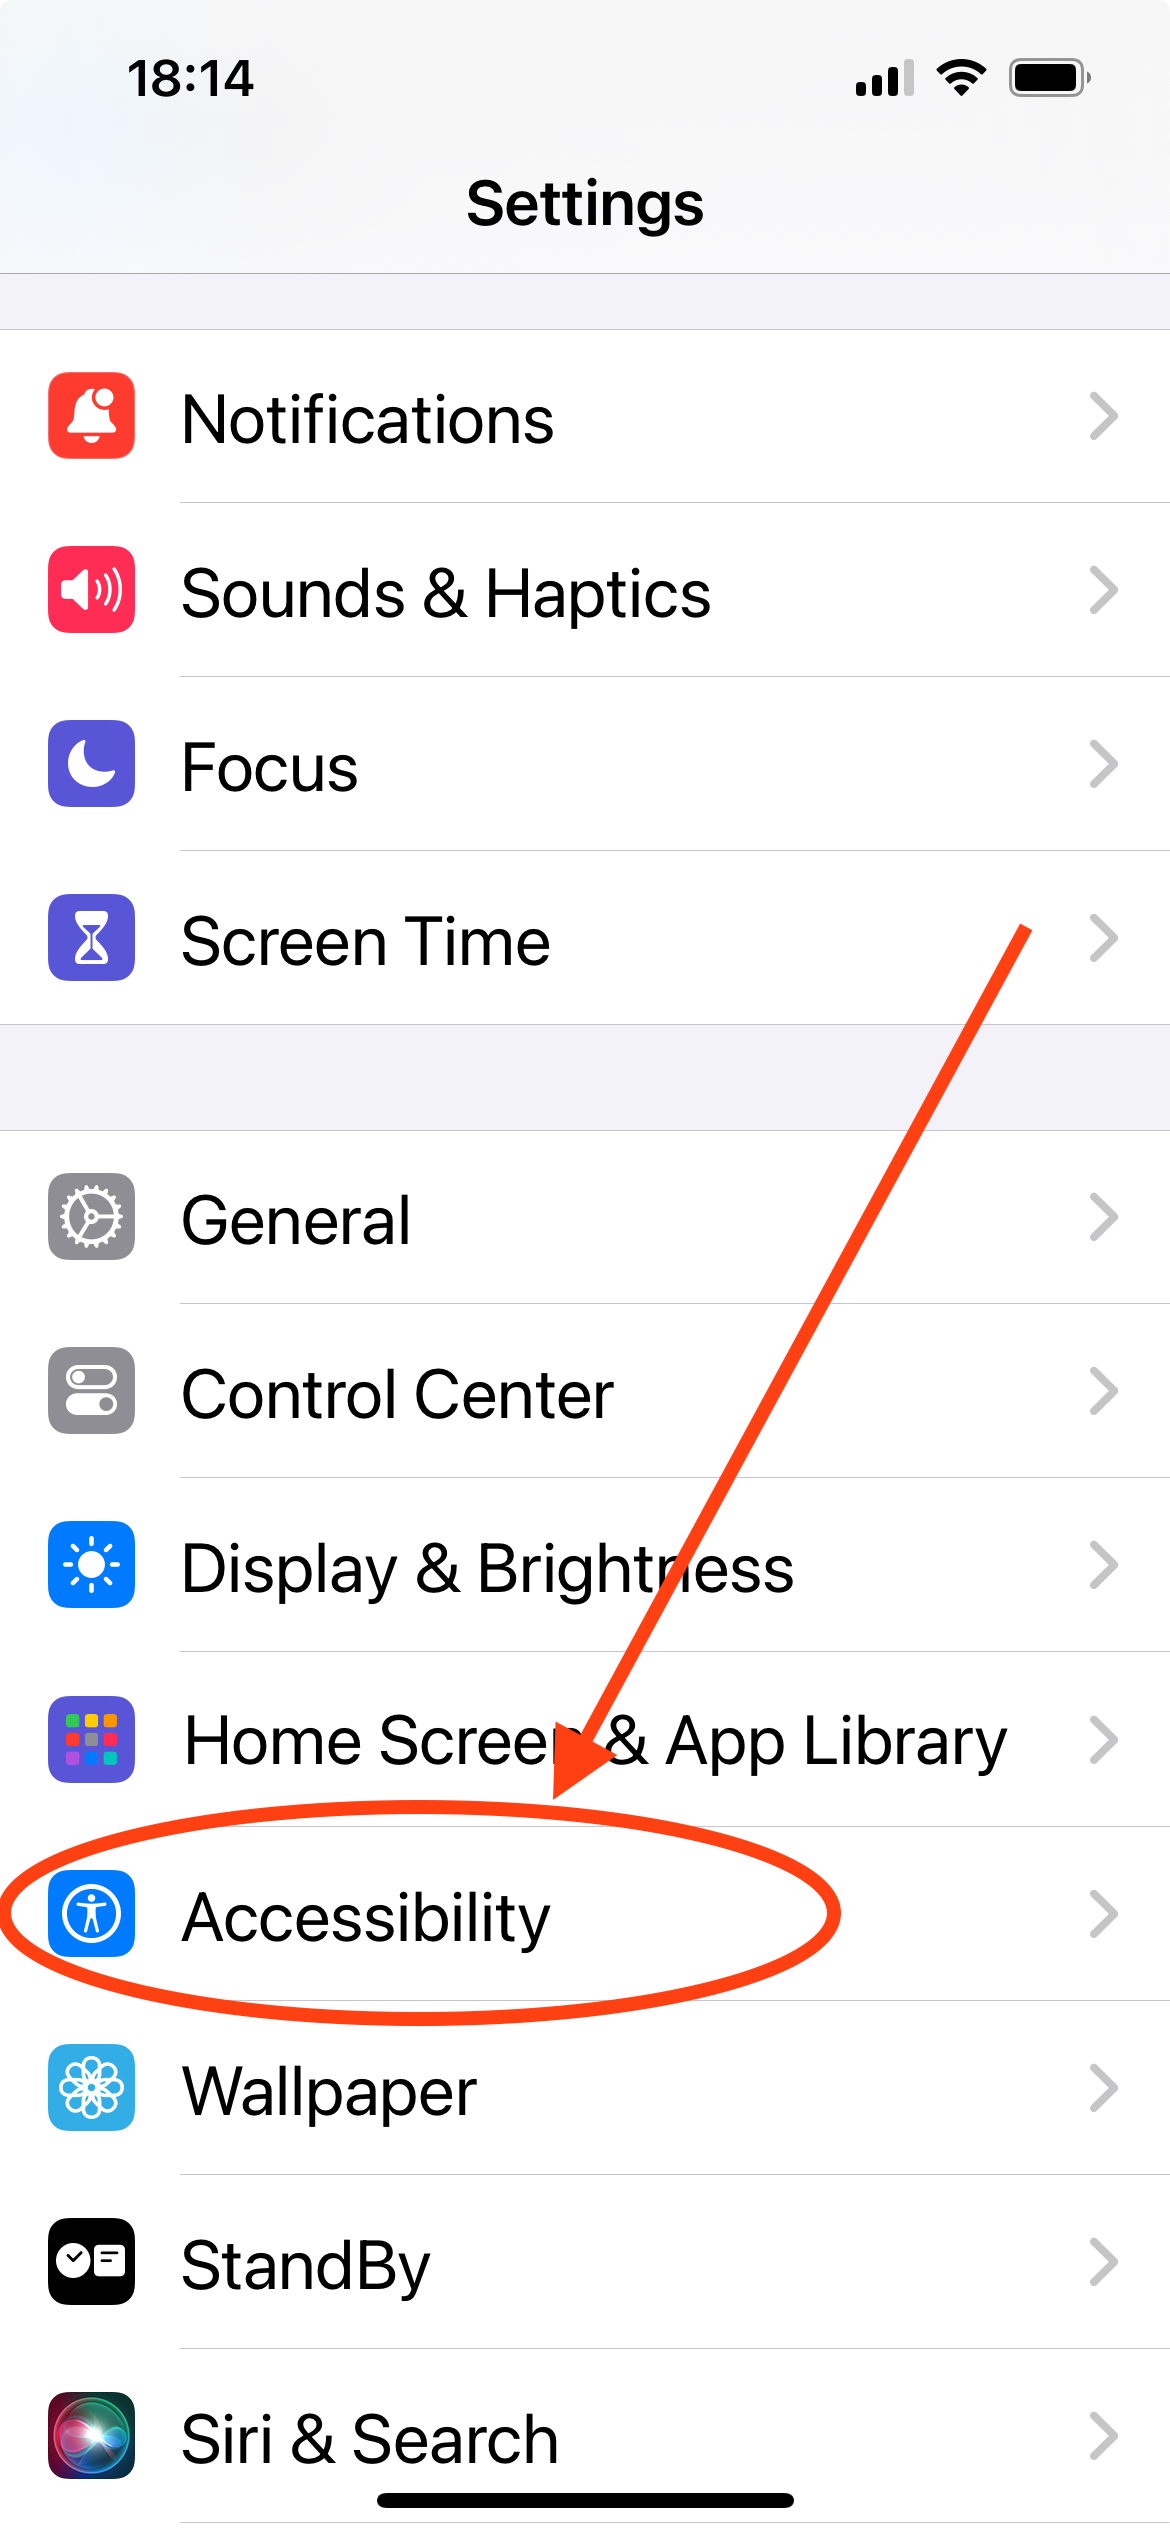 18:14
Settings
Notifications
Sounds & Haptics
Focus
Screen Time
General
Control Center
Display & Brightness
Home Screen & App Library
Accessibility
Wallpaper
StandBy
Siri & Search